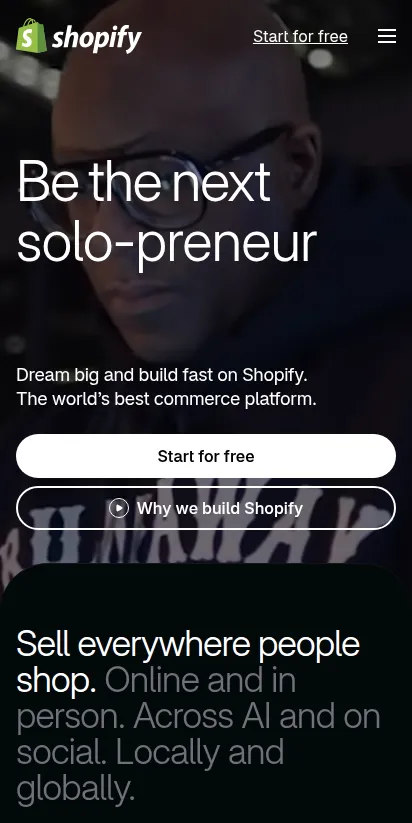 shopify
Start for free
Be the next
solo-preneur
Dream big and build fast on Shopify.
The world’s best commerce platform.
Start for free
Why we build Shopify
RUNAWAY
Sell everywhere people
shop. Online and in
person. Across AI and on
social. Locally and
globally.